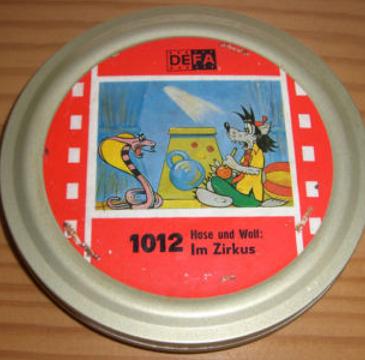 DEFA
1012 Hase und Wolf:
Im Zirkus